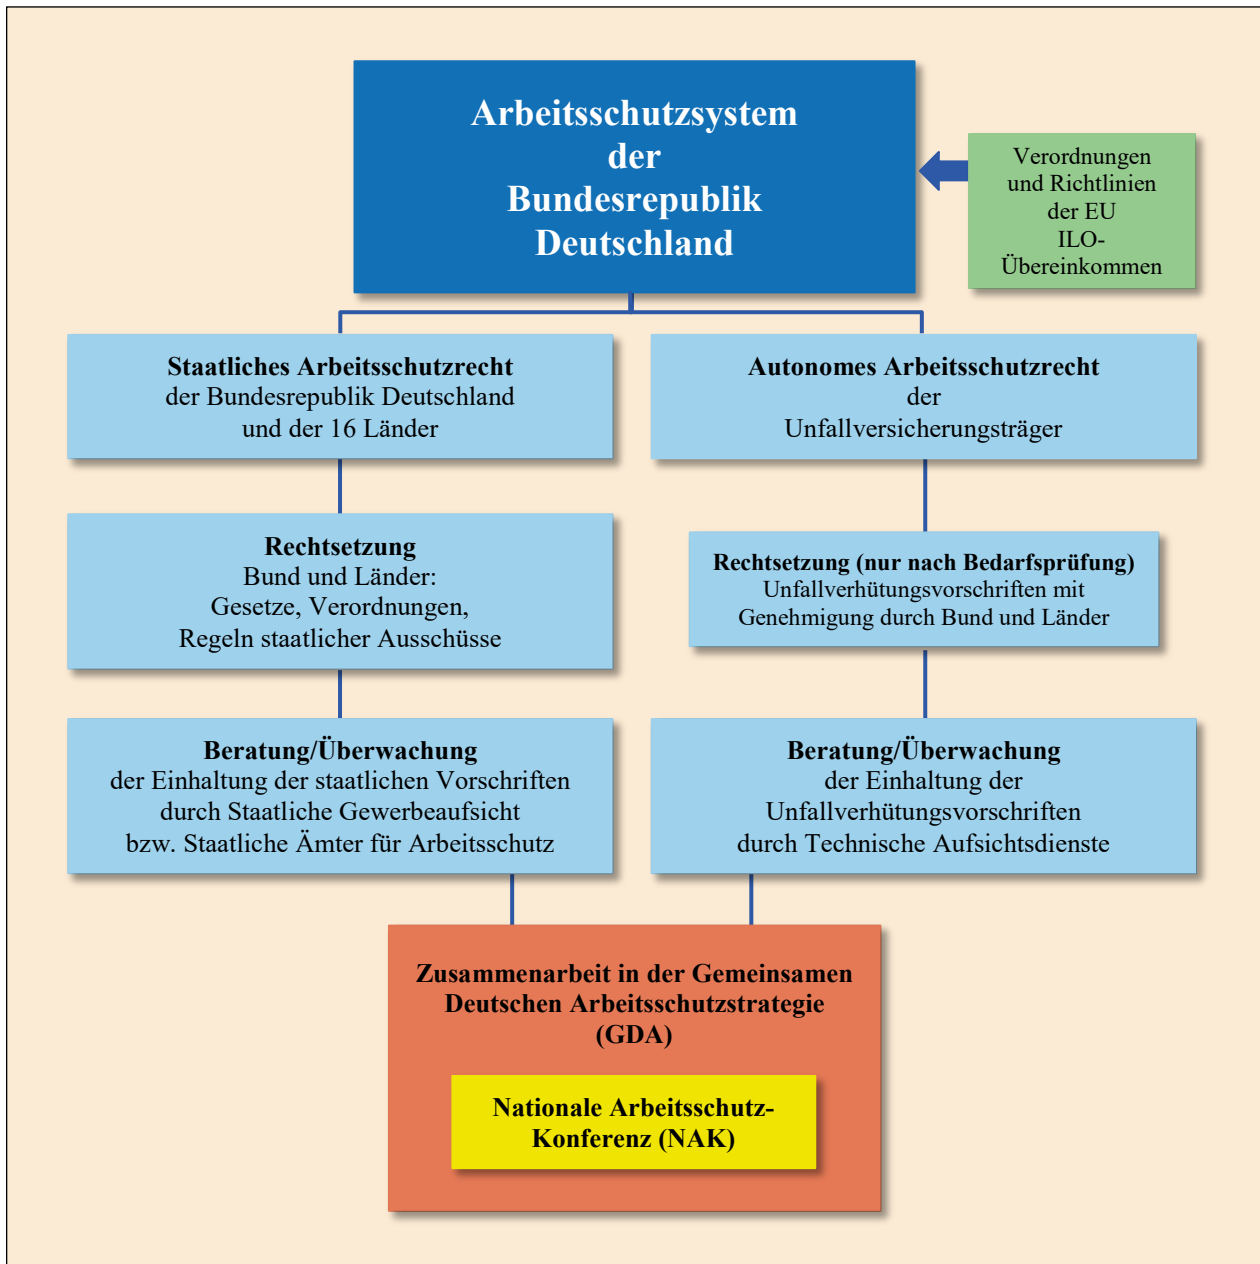 Arbeitsschutzsystem
der
Bundesrepublik
Deutschland
Verordnungen
und Richtlinien
der EU
ILO-
Übereinkommen
Staatliches Arbeitsschutzrecht
der Bundesrepublik Deutschland
und der 16 Länder
Autonomes Arbeitsschutzrecht
der
Unfallversicherungsträger
Rechtsetzung
Bund und Länder:
Gesetze, Verordnungen,
Regeln staatlicher Ausschüsse
Rechtsetzung (nur nach Bedarfsprüfung)
Unfallverhütungsvorschriften mit
Genehmigung durch Bund und Länder
Beratung/Überwachung
der Einhaltung der staatlichen Vorschriften
durch Staatliche Gewerbeaufsicht
bzw. Staatliche Ämter für Arbeitsschutz
Beratung/Überwachung
der Einhaltung der
Unfallverhütungsvorschriften
durch Technische Aufsichtsdienste
Zusammenarbeit in der Gemeinsamen
Deutschen Arbeitsschutzstrategie
(GDA)
Nationale Arbeitsschutz-
Konferenz (NAK)